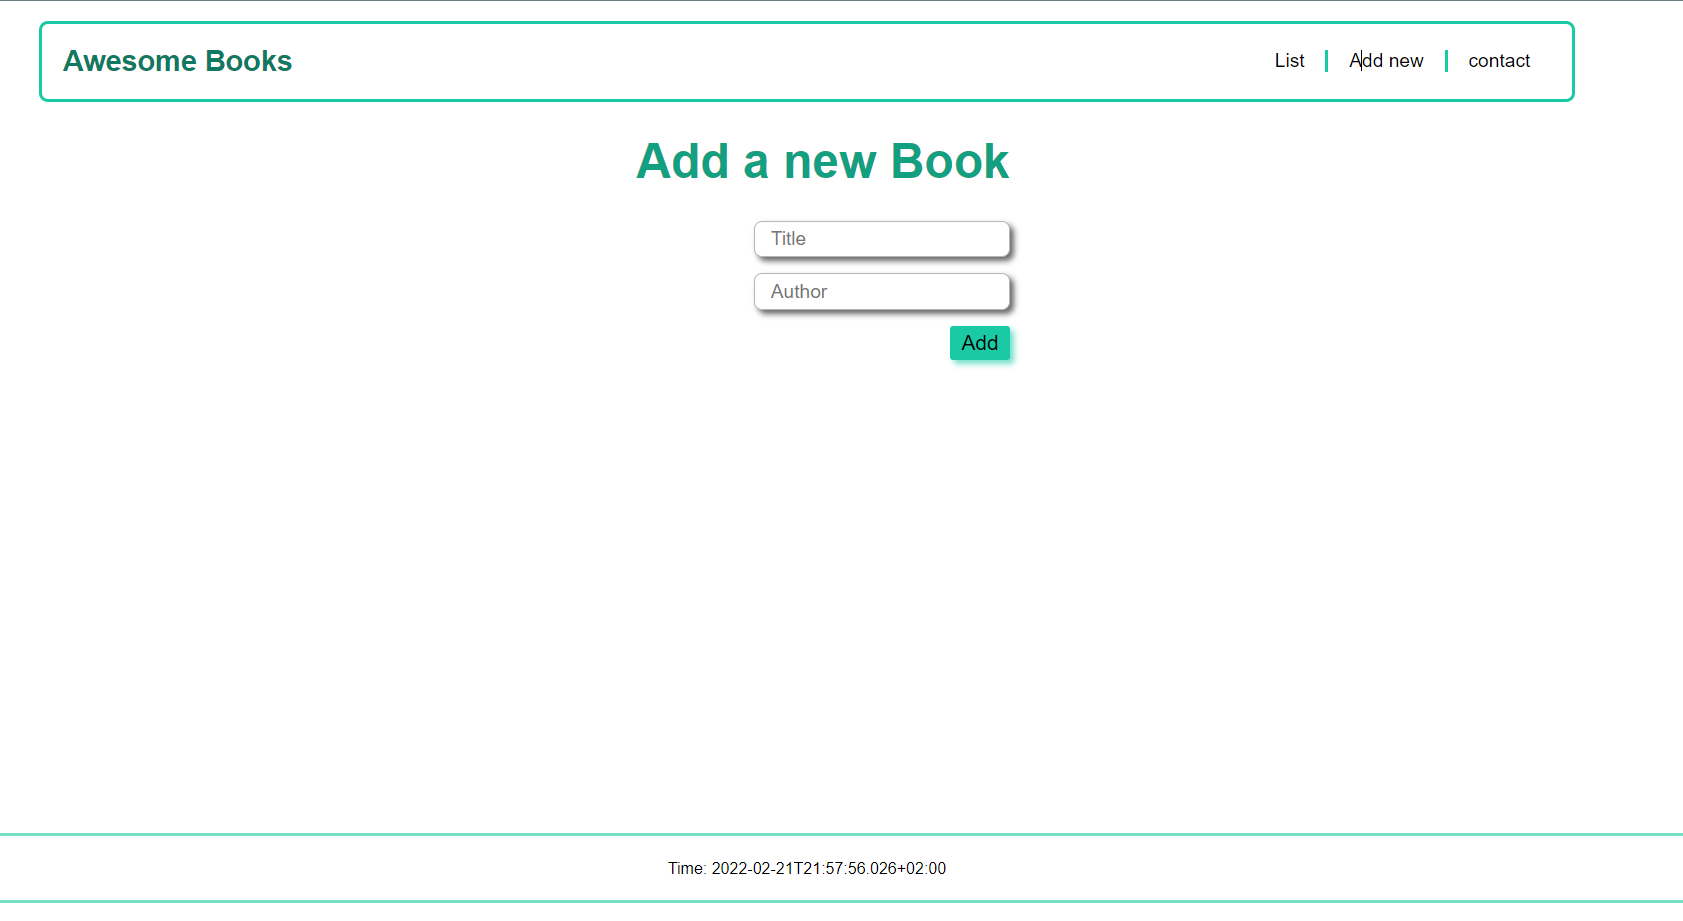 Awesome Books
List Add new contact
Add a new Book
Title
Author
Add
Time: 2022-02-21T21:57:56.026+02:00